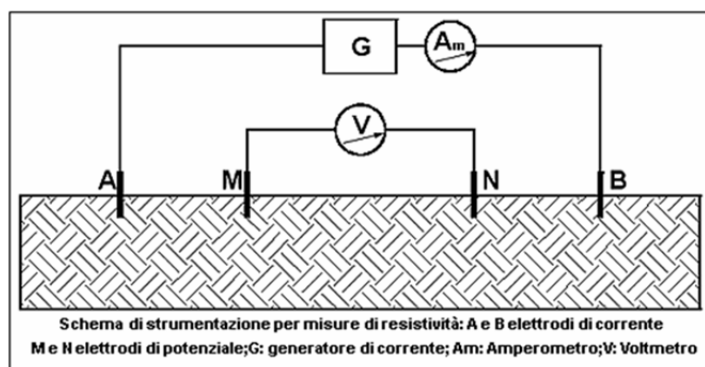 G Am
V
A M N B
Schema di strumentazione per misure di resistività: A e B elettrodi di corrente
M e N elettrodi di potenziale;G: generatore di corrente; Am: Amperometro;V: Voltmetro